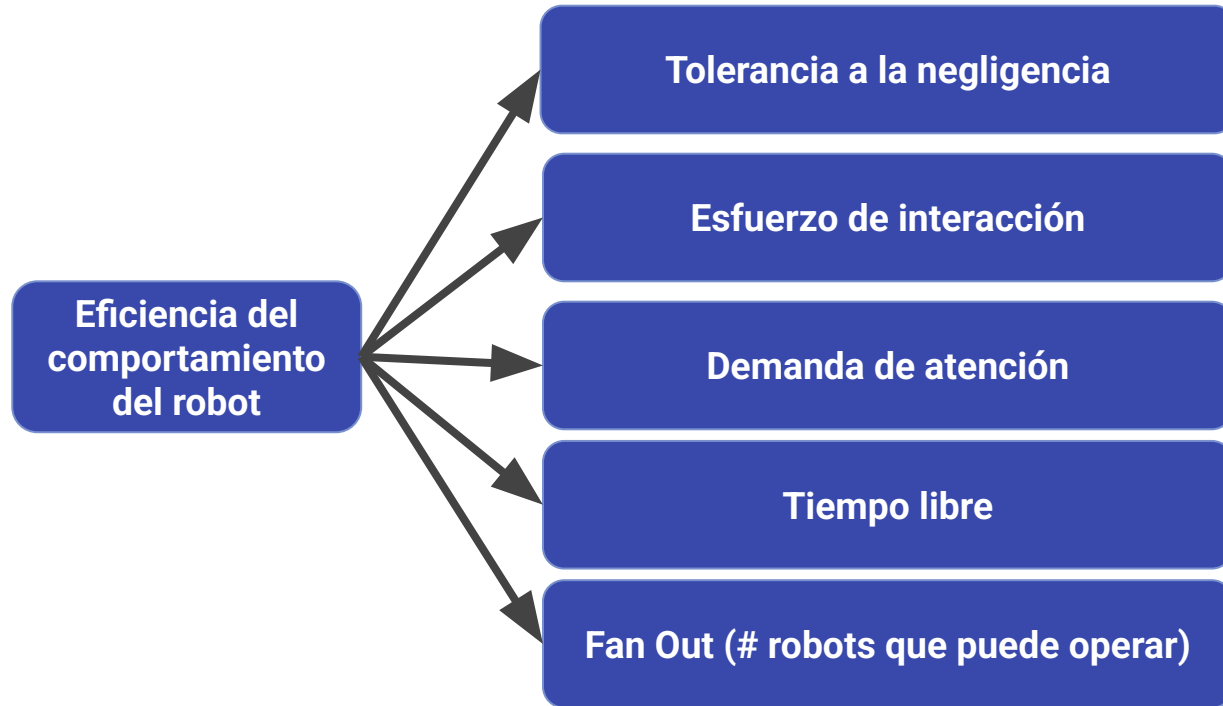 Tolerancia a la negligencia
Esfuerzo de interacción
Eficiencia del
comportamiento
del robot
Demanda de atención
Tiempo libre
Fan Out (# robots que puede operar)